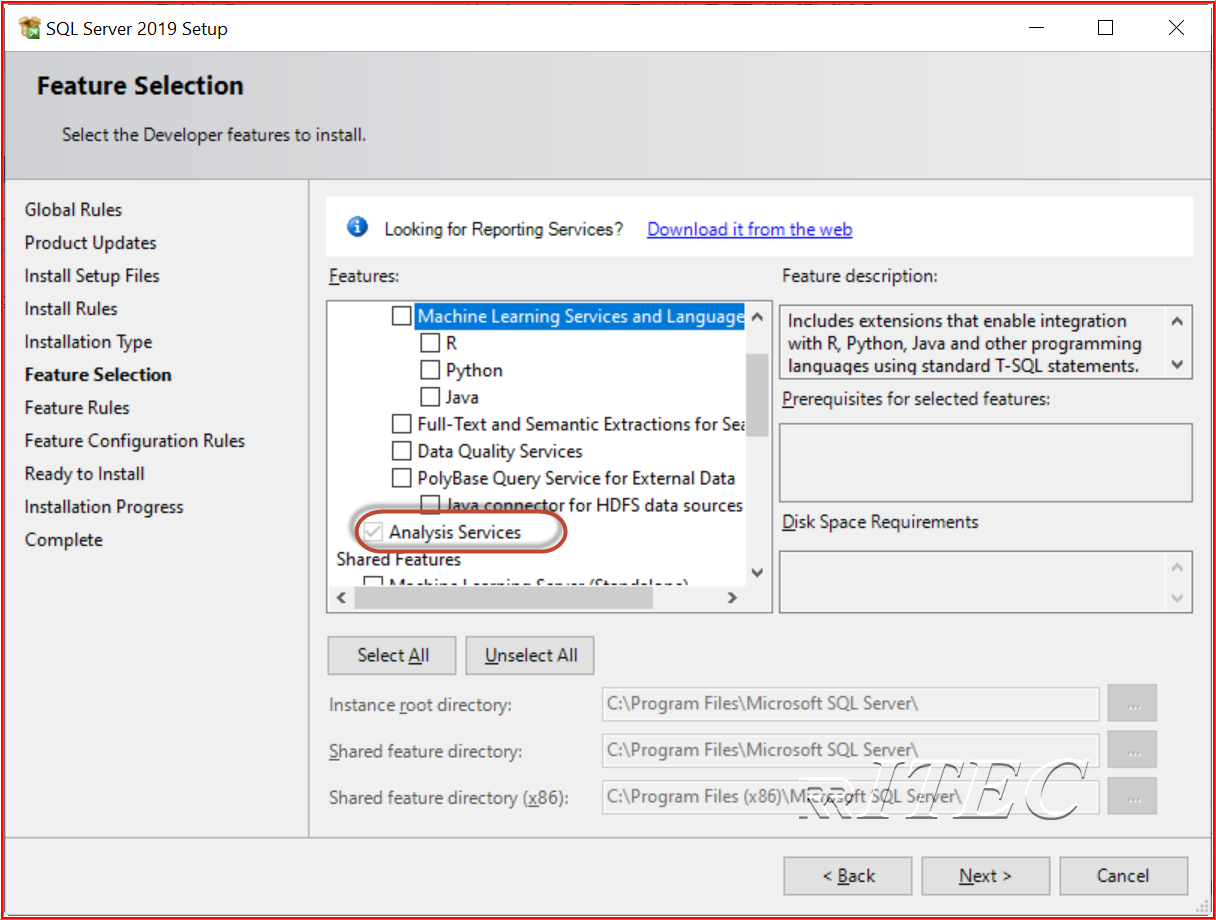 SQL Server 2019 Setup
Feature Selection
Select the Developer features to install.
Global Rules
Product Updates
Install Setup Files
Install Rules
Installation Type
Feature Selection
Feature Rules
Feature Configuration Rules
Ready to Install
Installation Progress
Complete
Looking for Reporting Services? Download it from the web
Features:
Machine Learning Services and Language
R
Python
Java
Full-Text and Semantic Extractions for Sea
Data Quality Services
PolyBase Query Service for External Data
Java connector for HDFS data sources
Analysis Services
Shared Features
Machine Learning Server (Standalone)
Feature description:
Includes extensions that enable integration
with R, Python, Java and other programming
languages using standard T-SQL statements.
Prerequisites for selected features:
Disk Space Requirements
Select All
Unselect All
Instance root directory: C:\Program Files\Microsoft SQL Server\ ...
Shared feature directory: C:\Program Files\Microsoft SQL Server\ ...
Shared feature directory (x86): C:\Program Files (x86)\Microsoft SQL Server\ ...
RRITEC
< Back
Next >
Cancel